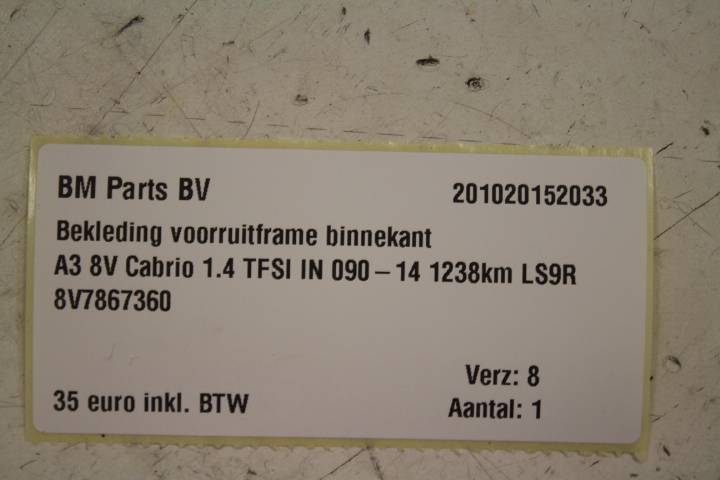 BM Parts BV 201020152033
Bekleding voorruitframe binnekant
A3 8V Cabrio 1.4 TFSI IN 090 – 14 1238km LS9R
8V7867360
Verz: 8
35 euro inkl. BTW Aantal: 1